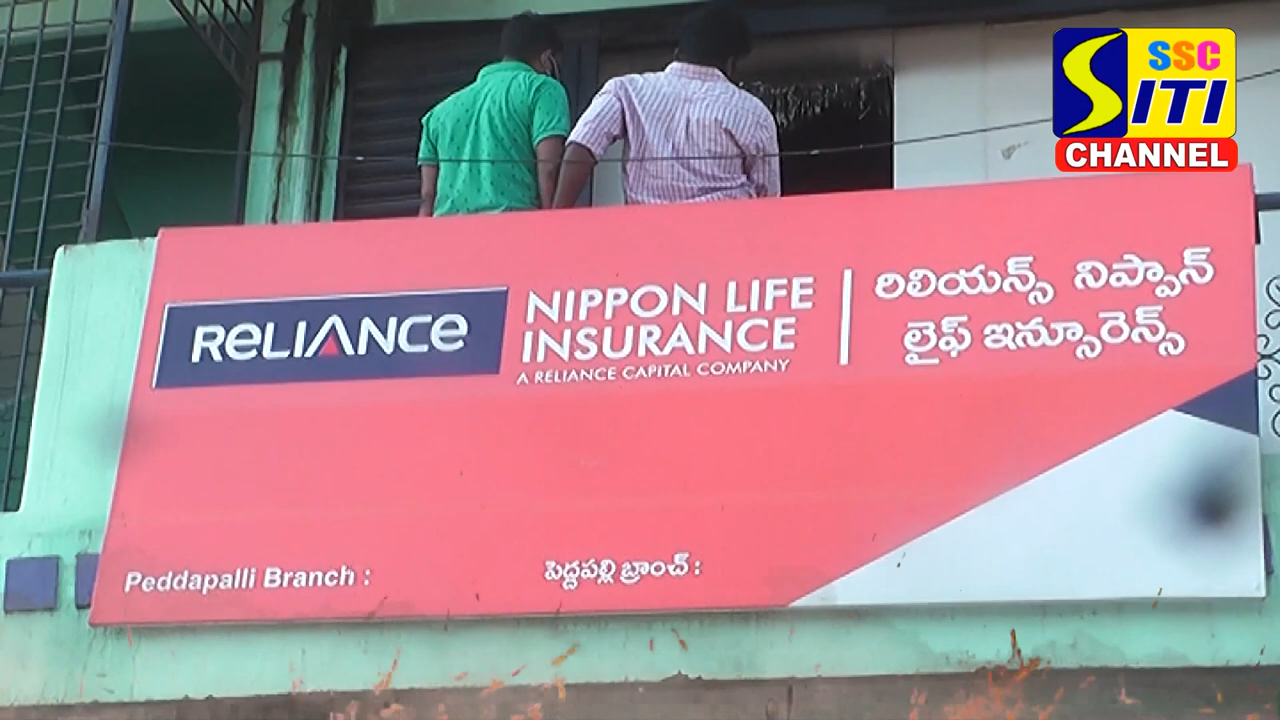 SSC
SITI
CHANNEL
RELIANCE
NIPPON LIFE
INSURANCE
A RELIANCE CAPITAL COMPANY
రిలియన్స్ నిప్పాన్
లైఫ్ ఇన్సూరెన్స్
Peddapalli Branch :
పెద్దపల్లి బ్రాంచ్ :